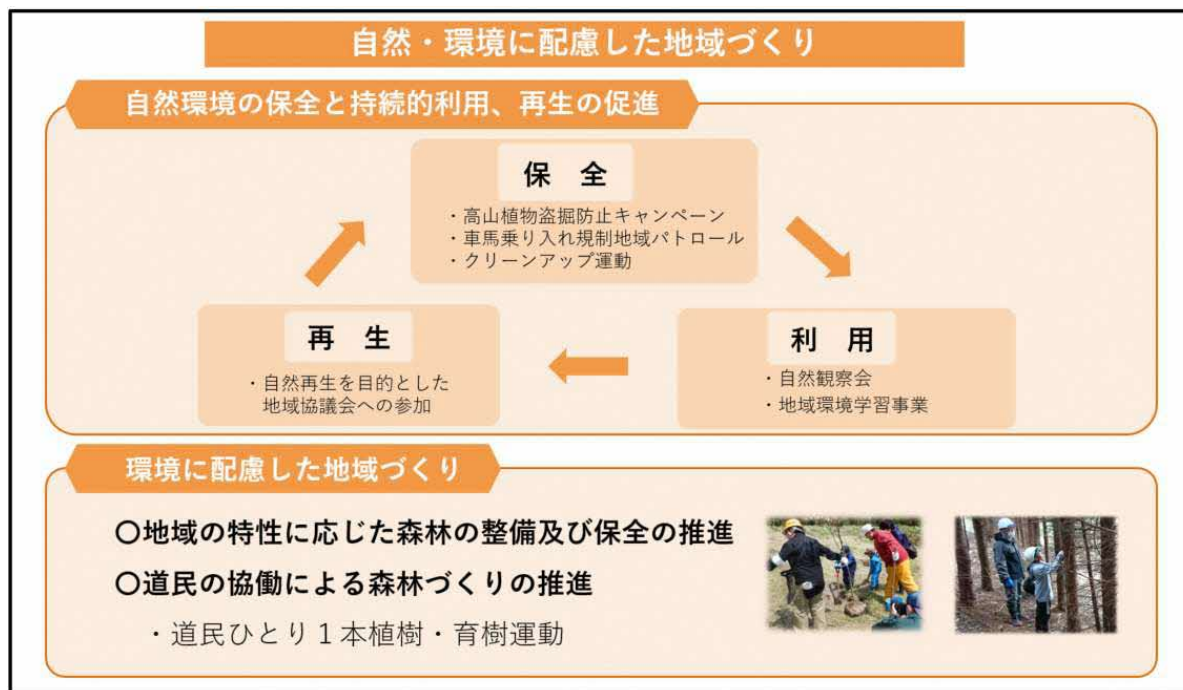 自然・環境に配慮した地域づくり
自然環境の保全と持続的利用、再生の促進
保 全
・高山植物盗掘防止キャンペーン
・車馬乗り入れ規制地域パトロール
・クリーンアップ運動
再 生
・自然再生を目的とした
地域協議会への参加
利 用
・自然観察会
・地域環境学習事業
環境に配慮した地域づくり
〇地域の特性に応じた森林の整備及び保全の推進
〇道民の協働による森林づくりの推進
・道民ひとり１本植樹・育樹運動